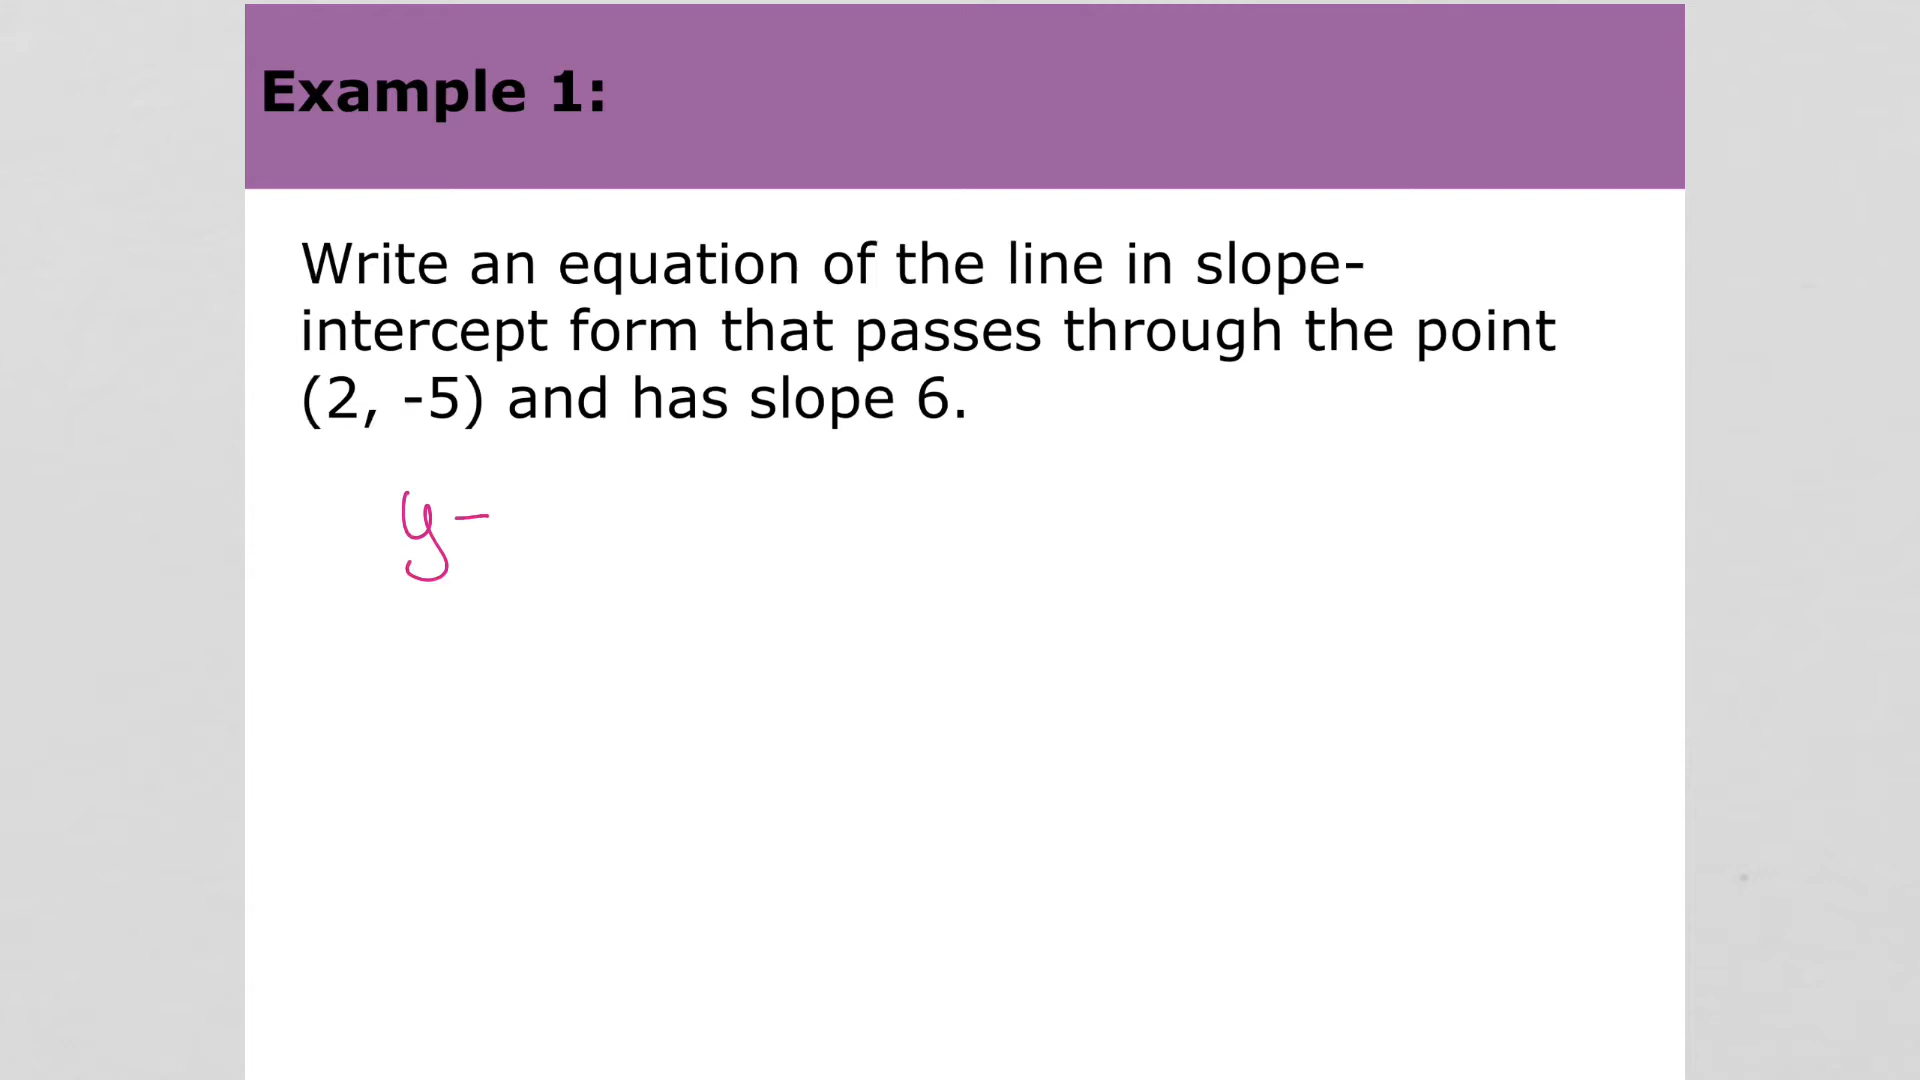 Example 1:
Write an equation of the line in slope-
intercept form that passes through the point
(2, -5) and has slope 6.
y -